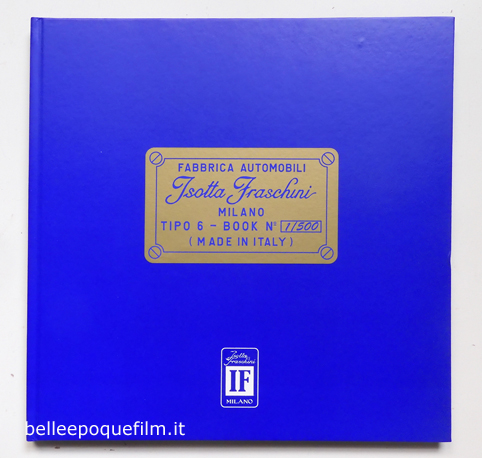 FABBRICA AUTOMOBILI
Isotta Fraschini
MILANO
TIPO 6 - BOOK N° 1/500
(MADE IN ITALY)
Isotta
Fraschini
IF
MILANO
belleepoquefilm.it